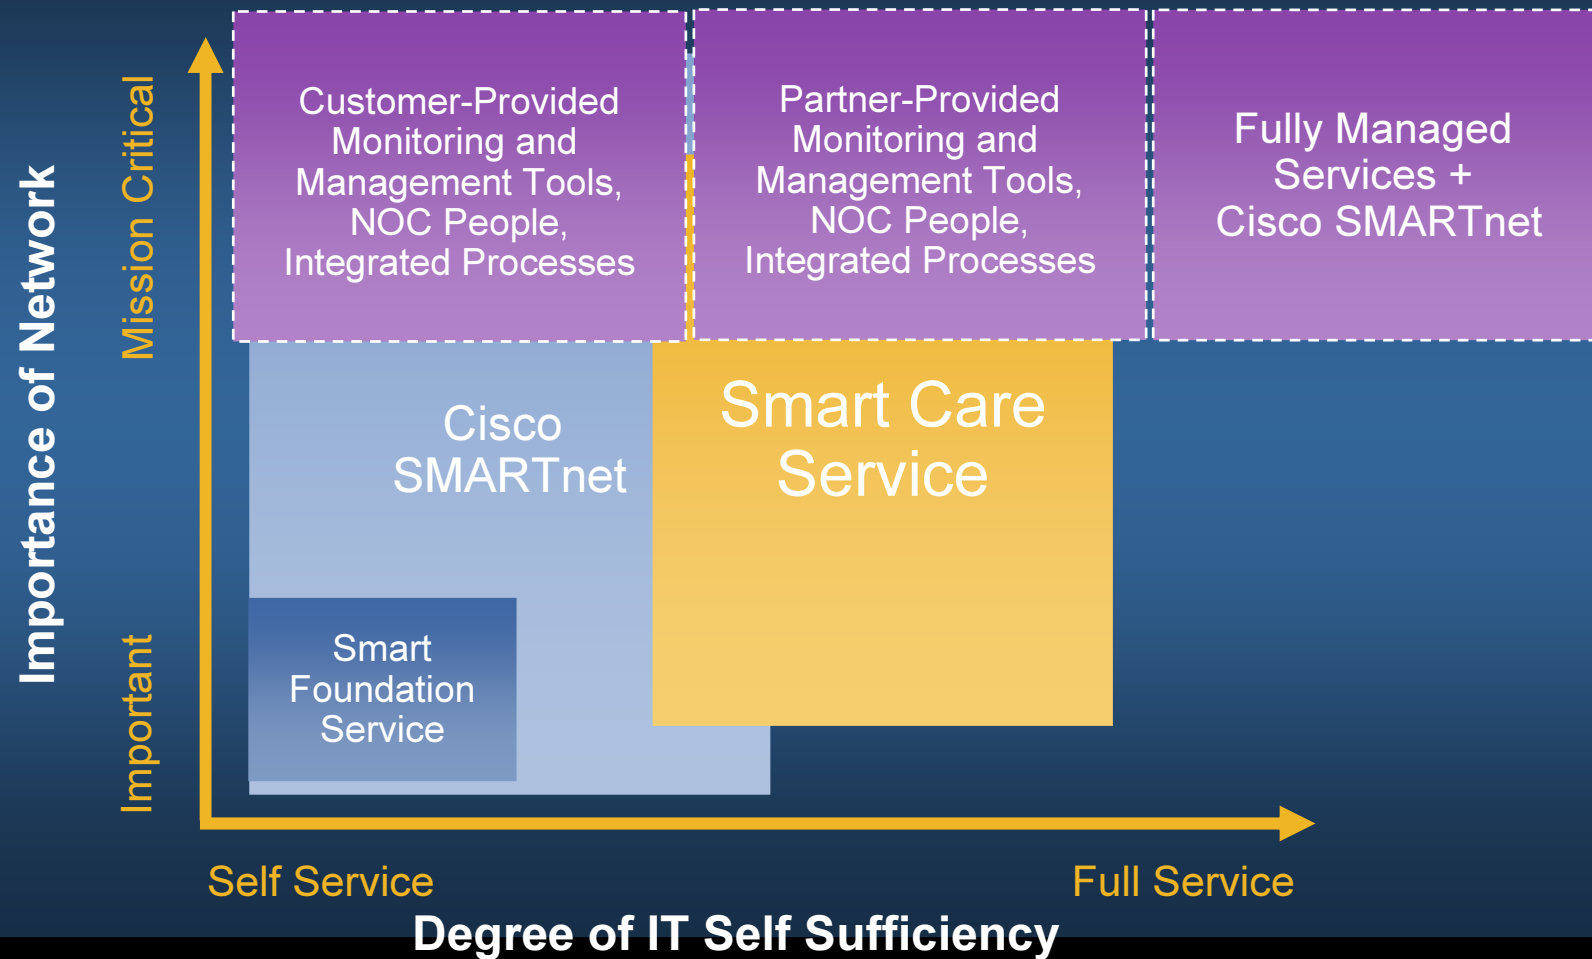 Importance of Network
Mission Critical
Important
Customer-Provided
Monitoring and
Management Tools,
NOC People,
Integrated Processes
Partner-Provided
Monitoring and
Management Tools,
NOC People,
Integrated Processes
Fully Managed
Services +
Cisco SMARTnet
Cisco
SMARTnet
Smart Care
Service
Smart
Foundation
Service
Self Service
Full Service
Degree of IT Self Sufficiency